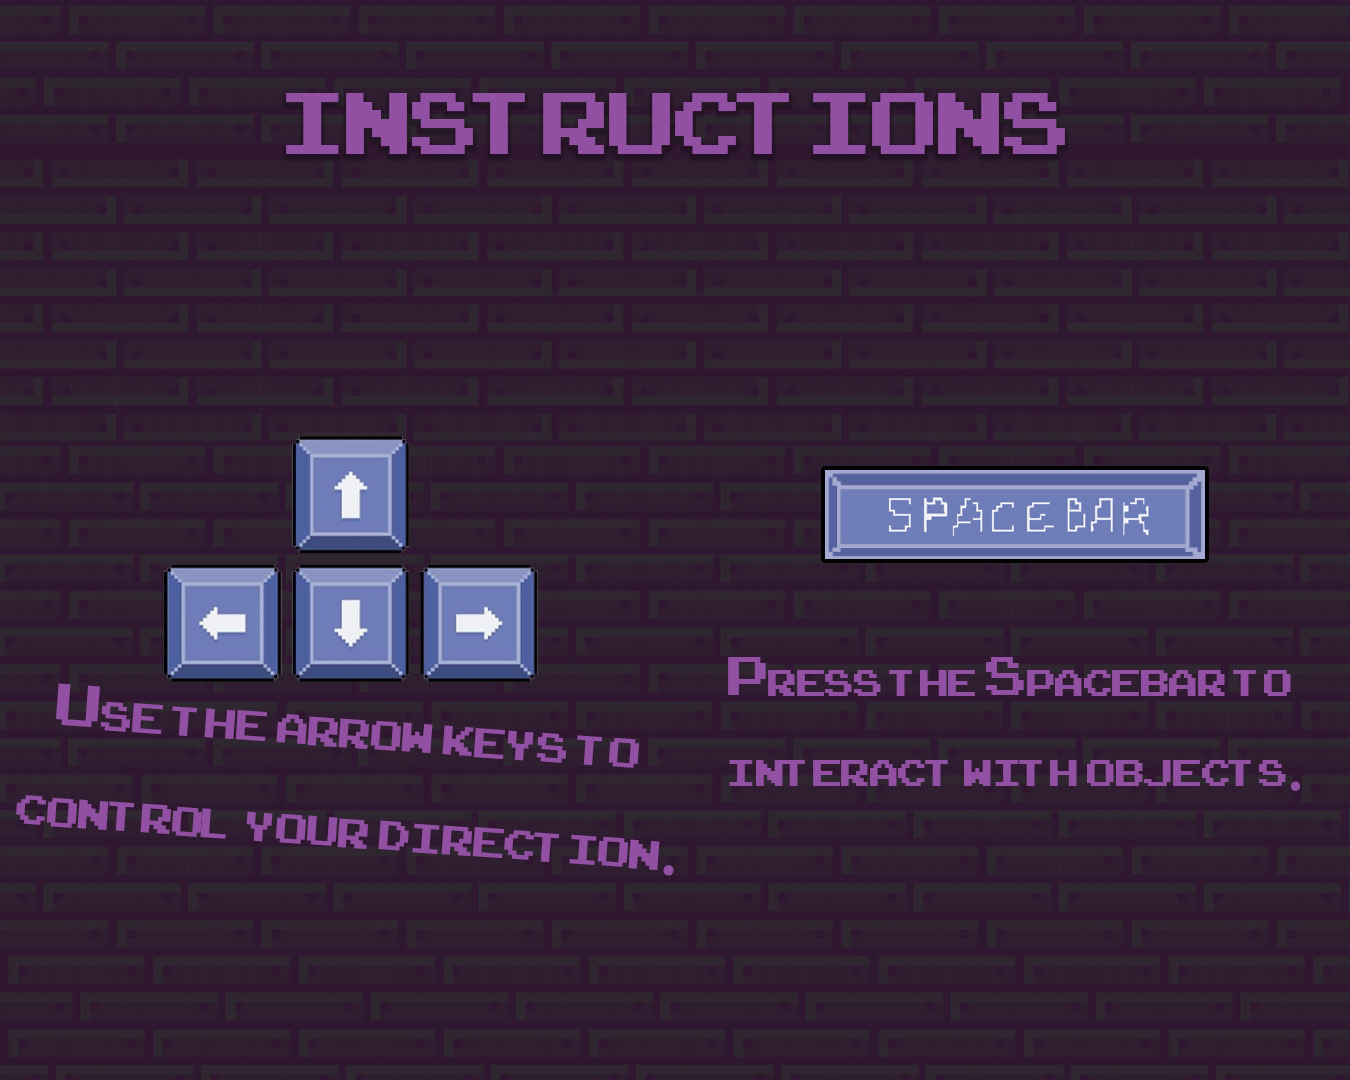 INSTRUCTIONS
SPACEBAR
USE THE ARROW KEYS TO
CONTROL YOUR DIRECTION.
PRESS THE SPACEBAR TO
INTERACT WITH OBJECTS.